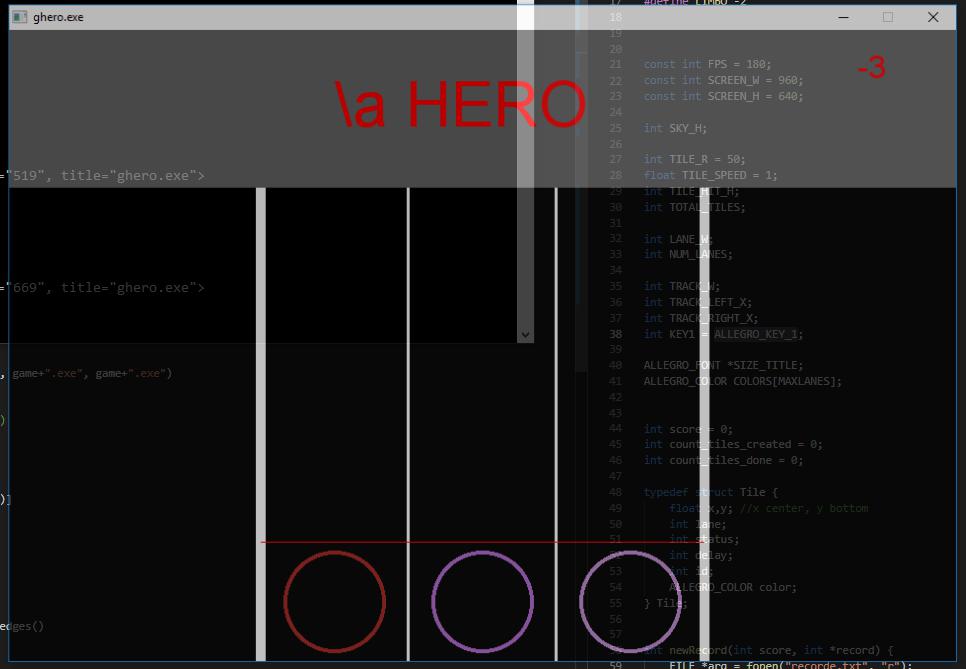 ghero.exe
\a HERO
-3
="519", title="ghero.exe">
="669", title="ghero.exe">
, game+".exe", game+".exe")
)
)]
edges()
17 #define LIMBO -2
18
19
20
21 const int FPS = 180;
22 const int SCREEN_W = 960;
23 const int SCREEN_H = 640;
24
25 int SKY_H;
26
27 int TILE_R = 50;
28 float TILE_SPEED = 1;
29 int TILE_HIT_H;
30 int TOTAL_TILES;
31
32 int LANE_W;
33 int NUM_LANES;
34
35 int TRACK_W;
36 int TRACK_LEFT_X;
37 int TRACK_RIGHT_X;
38 int KEY1 = ALLEGRO_KEY_1;
39
40 ALLEGRO_FONT *SIZE_TITLE;
41 ALLEGRO_COLOR COLORS[MAXLANES];
42
43
44 int score = 0;
45 int count_tiles_created = 0;
46 int count_tiles_done = 0;
47
48 typedef struct Tile {
49 float x,y; //x center, y bottom
50 int lane;
51 int status;
52 int delay;
53 int id;
54 ALLEGRO_COLOR color;
55 } Tile;
56
57
58 int newRecord(int score, int *record) {
59 FILE *arq = fopen("recorde.txt", "r");